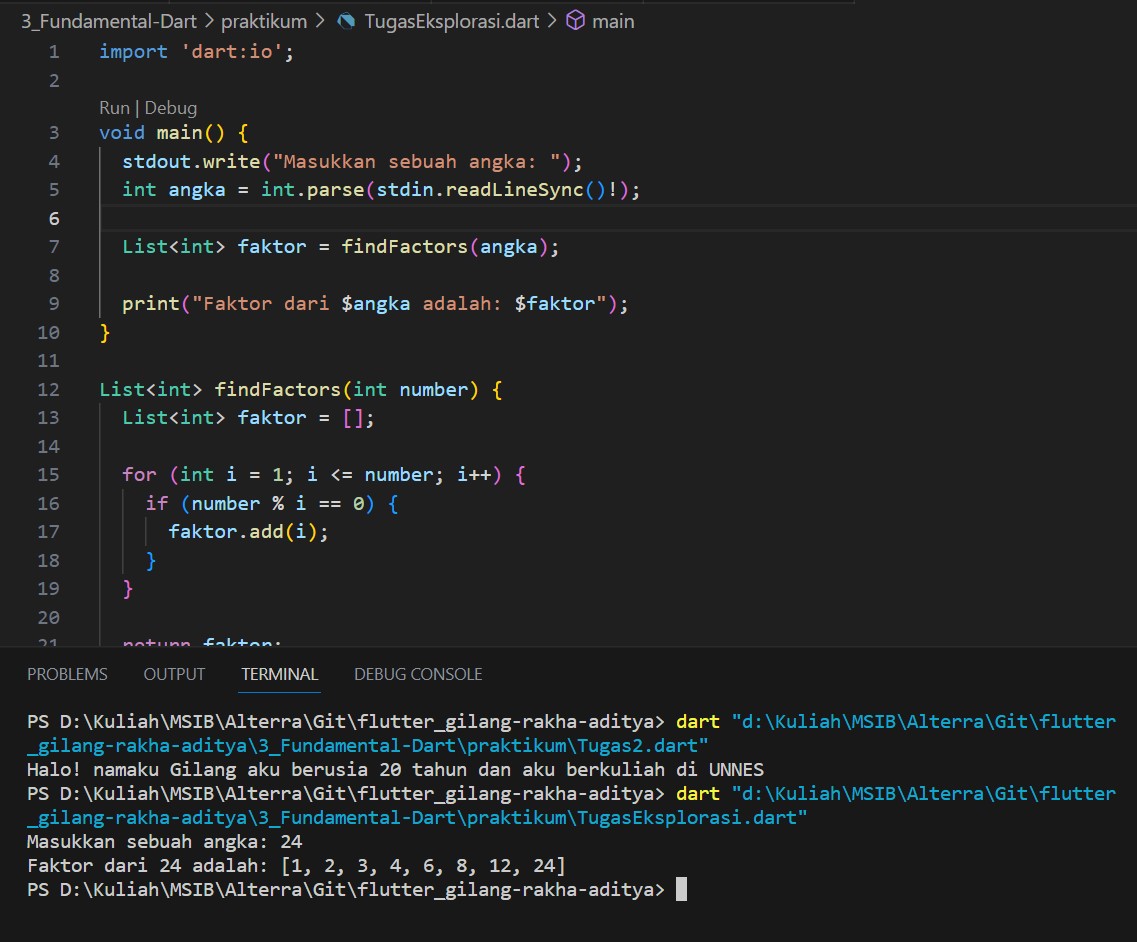 3_Fundamental-Dart > praktikum > TugasEksplorasi.dart > main
1 import 'dart:io';
2
Run | Debug
3 void main() {
4 stdout.write("Masukkan sebuah angka: ");
5 int angka = int.parse(stdin.readLineSync()!);
6
7 List<int> faktor = findFactors(angka);
8
9 print("Faktor dari $angka adalah: $faktor");
10 }
11
12 List<int> findFactors(int number) {
13 List<int> faktor = [];
14
15 for (int i = 1; i <= number; i++) {
16 if (number % i == 0) {
17 faktor.add(i);
18 }
19 }
20
21 return faktor;
PROBLEMS OUTPUT TERMINAL DEBUG CONSOLE
PS D:\Kuliah\MSIB\Alterra\Git\flutter_gilang-rakha-aditya> dart "d:\Kuliah\MSIB\Alterra\Git\flutter
_gilang-rakha-aditya\3_Fundamental-Dart\praktikum\Tugas2.dart"
Halo! namaku Gilang aku berusia 20 tahun dan aku berkuliah di UNNES
PS D:\Kuliah\MSIB\Alterra\Git\flutter_gilang-rakha-aditya> dart "d:\Kuliah\MSIB\Alterra\Git\flutter
_gilang-rakha-aditya\3_Fundamental-Dart\praktikum\TugasEksplorasi.dart"
Masukkan sebuah angka: 24
Faktor dari 24 adalah: [1, 2, 3, 4, 6, 8, 12, 24]
PS D:\Kuliah\MSIB\Alterra\Git\flutter_gilang-rakha-aditya>